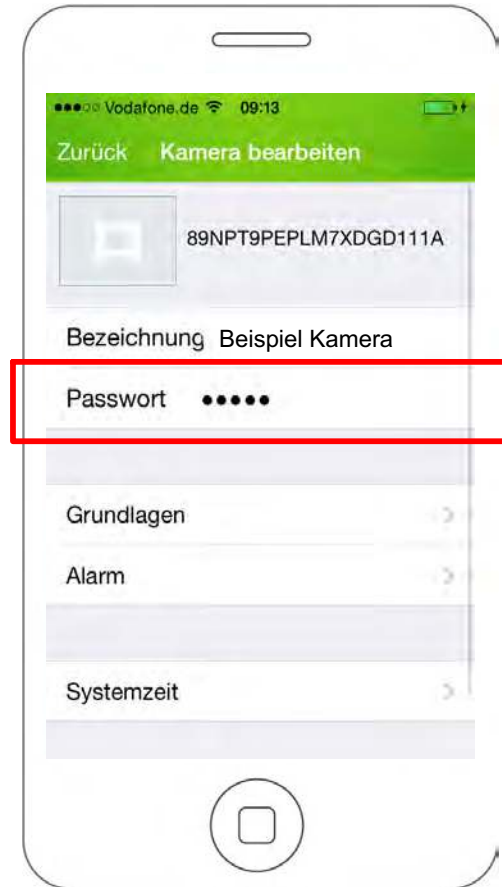 ●●●○○ Vodafone.de 09:13
Zurück Kamera bearbeiten
89NPT9PEPLM7XDGD111A
Bezeichnung Beispiel Kamera
Passwort ●●●●●
Grundlagen
Alarm
Systemzeit